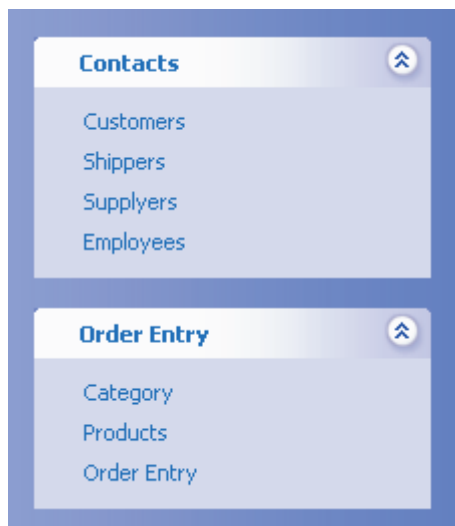 Contacts
Customers
Shippers
Supplyers
Employees
Order Entry
Category
Products
Order Entry